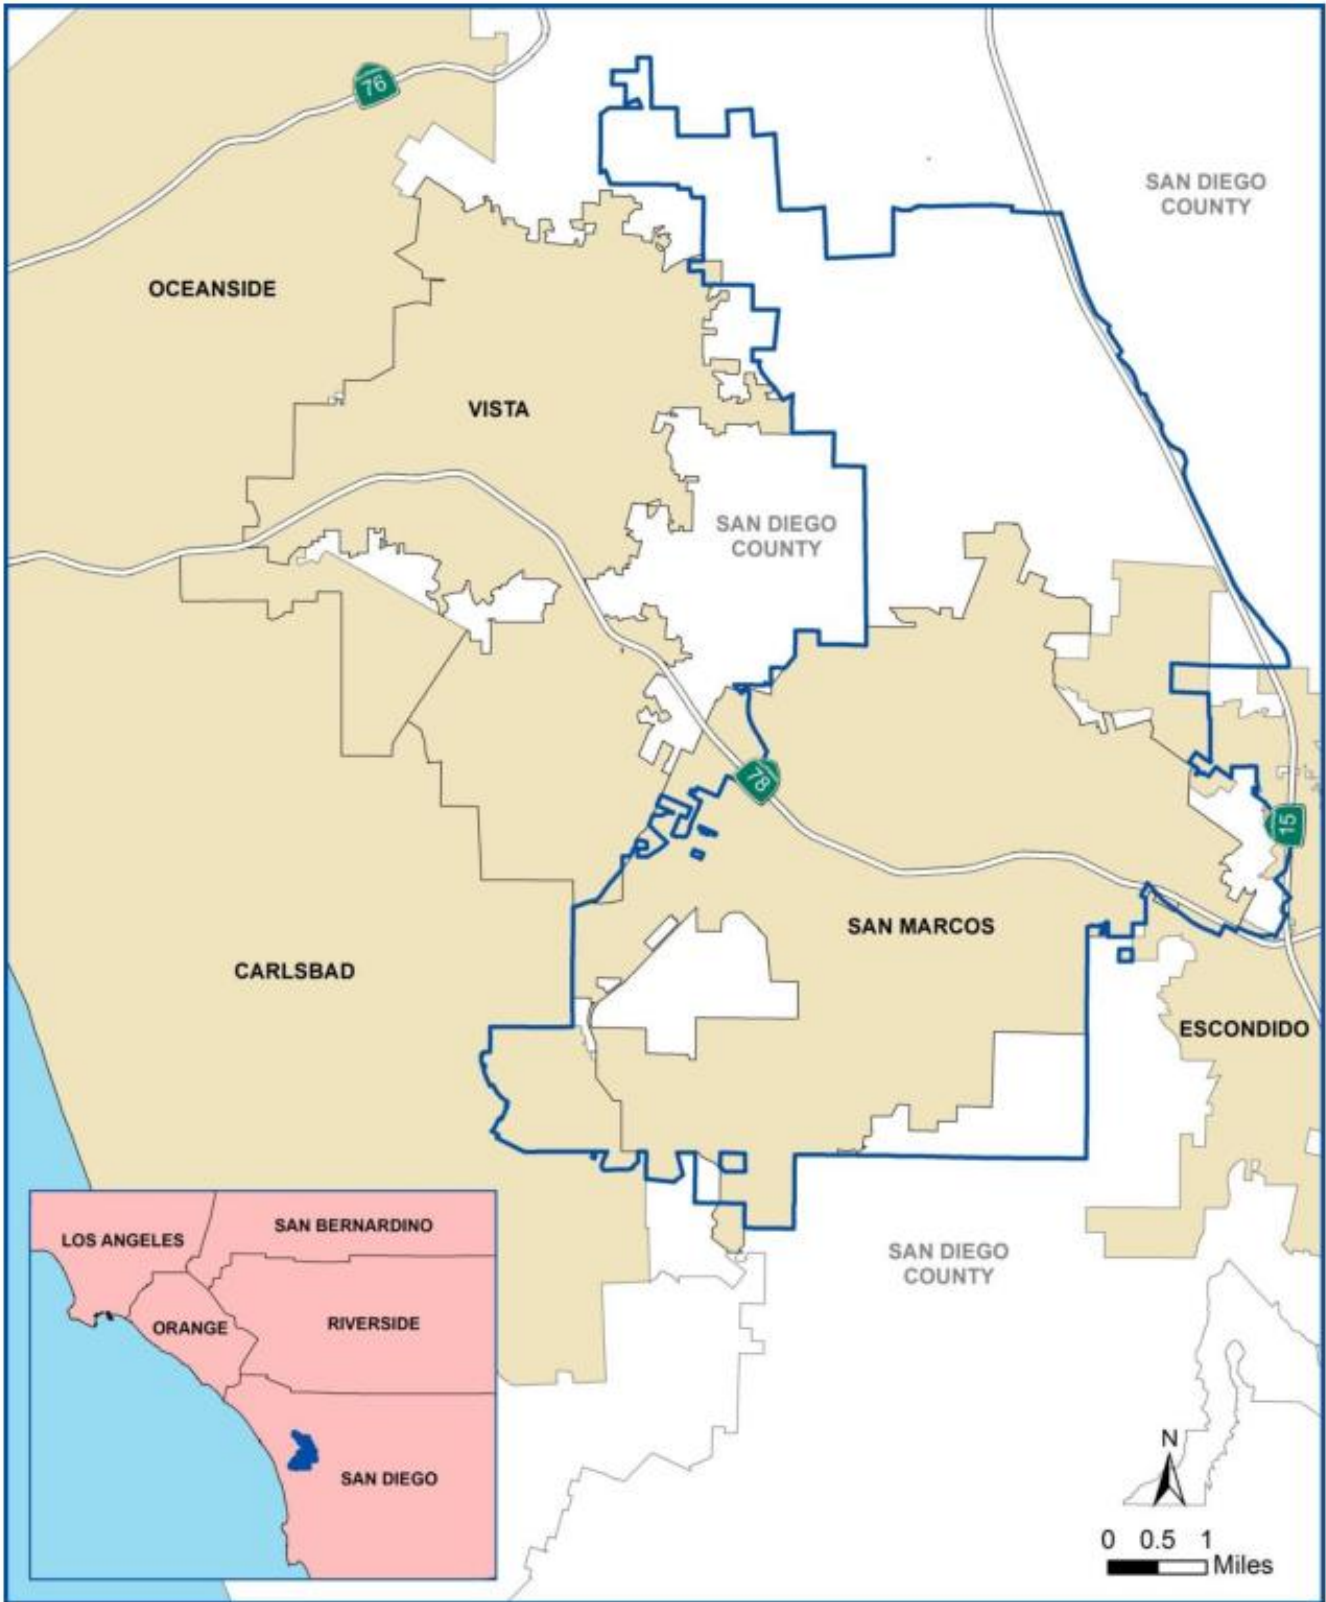 76
SAN DIEGO
COUNTY
OCEANSIDE
VISTA
SAN DIEGO
COUNTY
78
15
SAN MARCOS
CARLSBAD
ESCONDIDO
SAN DIEGO
COUNTY
LOS ANGELES
SAN BERNARDINO
ORANGE
RIVERSIDE
SAN DIEGO
N
0 0.5 1
Miles